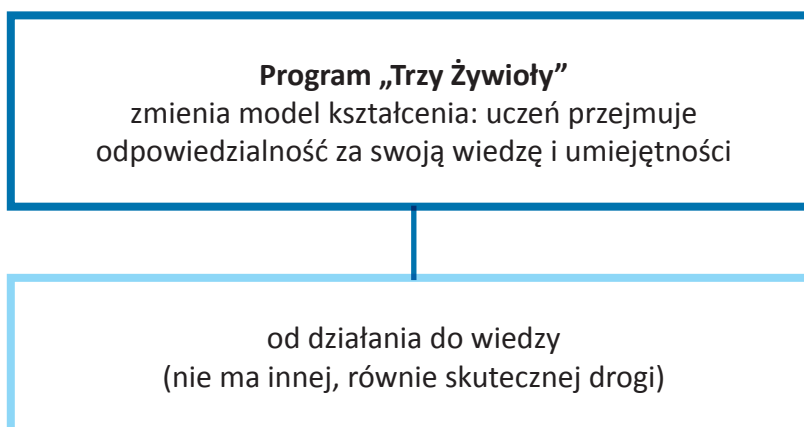 Program „Trzy Żywioły”
zmienia model kształcenia: uczeń przejmuje
odpowiedzialność za swoją wiedzę i umiejętności
od działania do wiedzy
(nie ma innej, równie skutecznej drogi)